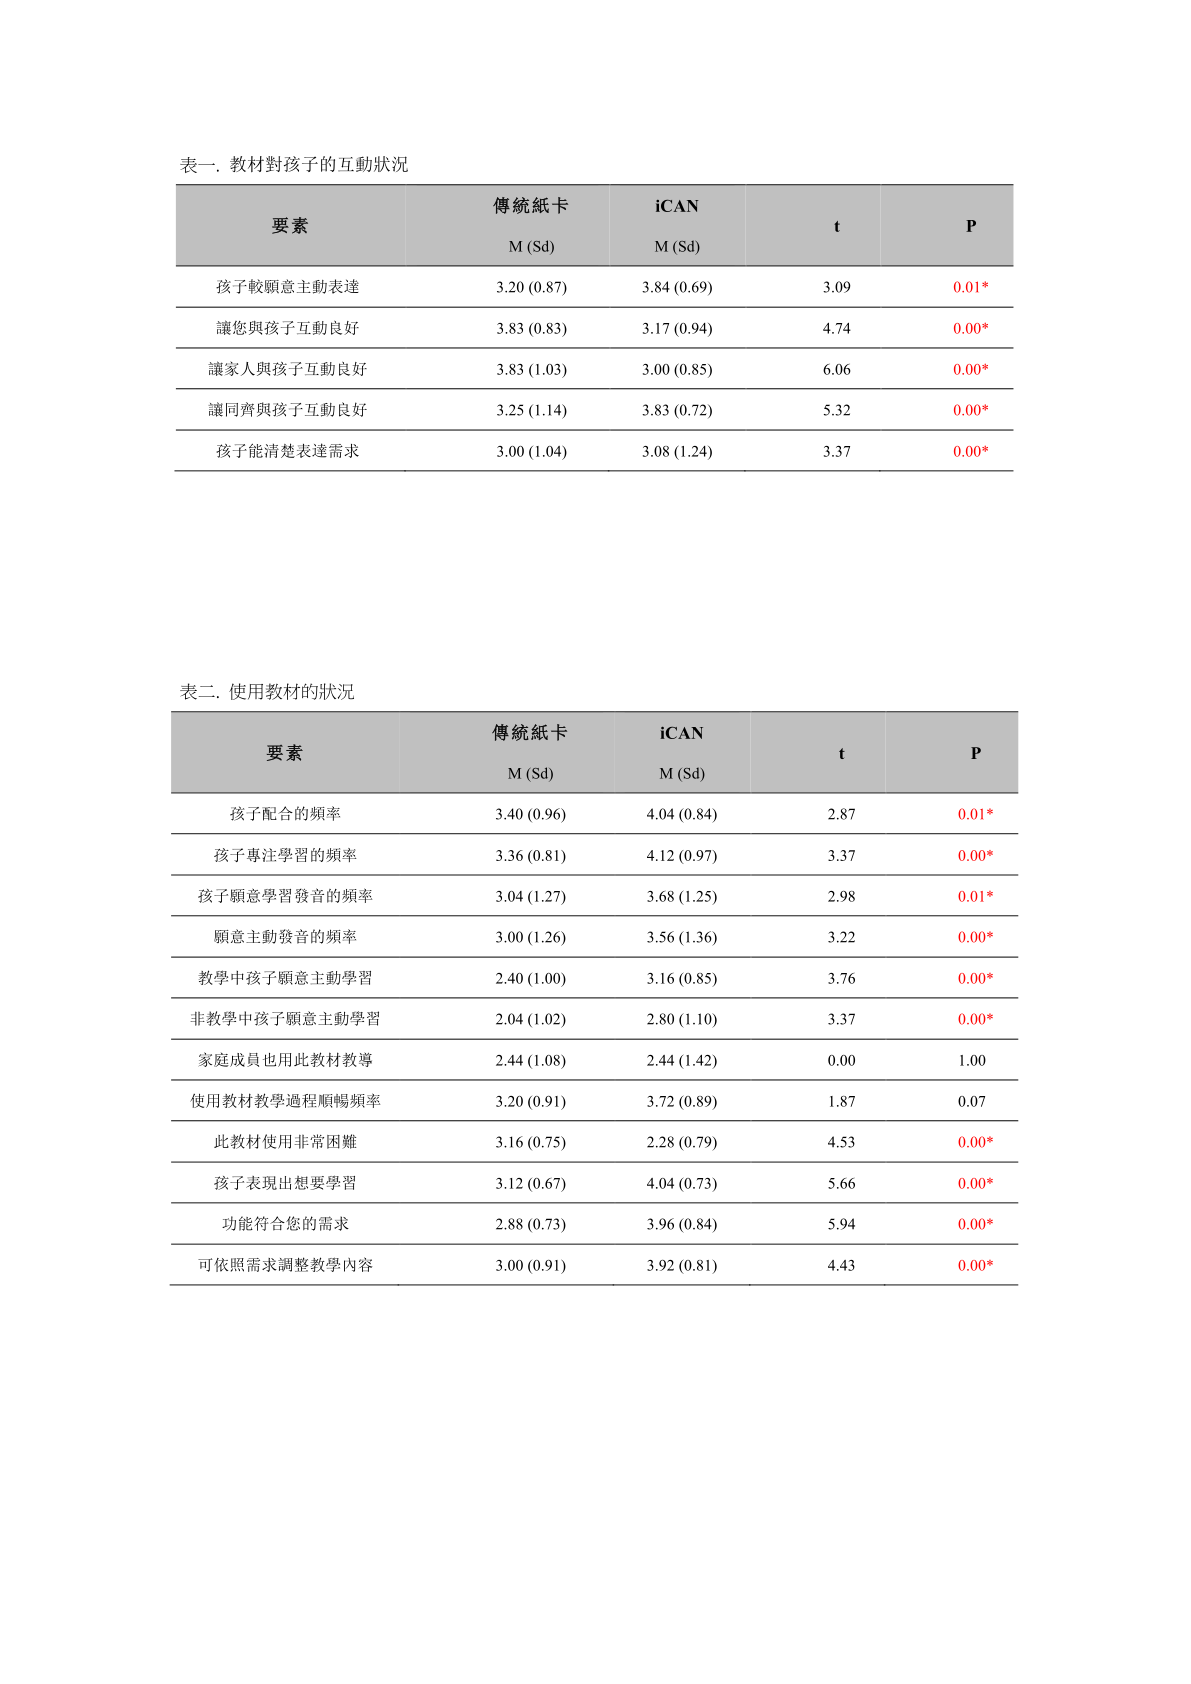 表一. 教材對孩子的互動狀況
要素 傳統紙卡 M (Sd) iCAN M (Sd) t P
孩子較願意主動表達 3.20 (0.87) 3.84 (0.69) 3.09 0.01*
讓您與孩子互動良好 3.83 (0.83) 3.17 (0.94) 4.74 0.00*
讓家人與孩子互動良好 3.83 (1.03) 3.00 (0.85) 6.06 0.00*
讓同齊與孩子互動良好 3.25 (1.14) 3.83 (0.72) 5.32 0.00*
孩子能清楚表達需求 3.00 (1.04) 3.08 (1.24) 3.37 0.00*
表二. 使用教材的狀況
要素 傳統紙卡 M (Sd) iCAN M (Sd) t P
孩子配合的頻率 3.40 (0.96) 4.04 (0.84) 2.87 0.01*
孩子專注學習的頻率 3.36 (0.81) 4.12 (0.97) 3.37 0.00*
孩子願意學習發音的頻率 3.04 (1.27) 3.68 (1.25) 2.98 0.01*
願意主動發音的頻率 3.00 (1.26) 3.56 (1.36) 3.22 0.00*
教學中孩子願意主動學習 2.40 (1.00) 3.16 (0.85) 3.76 0.00*
非教學中孩子願意主動學習 2.04 (1.02) 2.80 (1.10) 3.37 0.00*
家庭成員也用此教材教導 2.44 (1.08) 2.44 (1.42) 0.00 1.00
使用教材教學過程順暢頻率 3.20 (0.91) 3.72 (0.89) 1.87 0.07
此教材使用非常困難 3.16 (0.75) 2.28 (0.79) 4.53 0.00*
孩子表現出想要學習 3.12 (0.67) 4.04 (0.73) 5.66 0.00*
功能符合您的需求 2.88 (0.73) 3.96 (0.84) 5.94 0.00*
可依照需求調整教學內容 3.00 (0.91) 3.92 (0.81) 4.43 0.00*